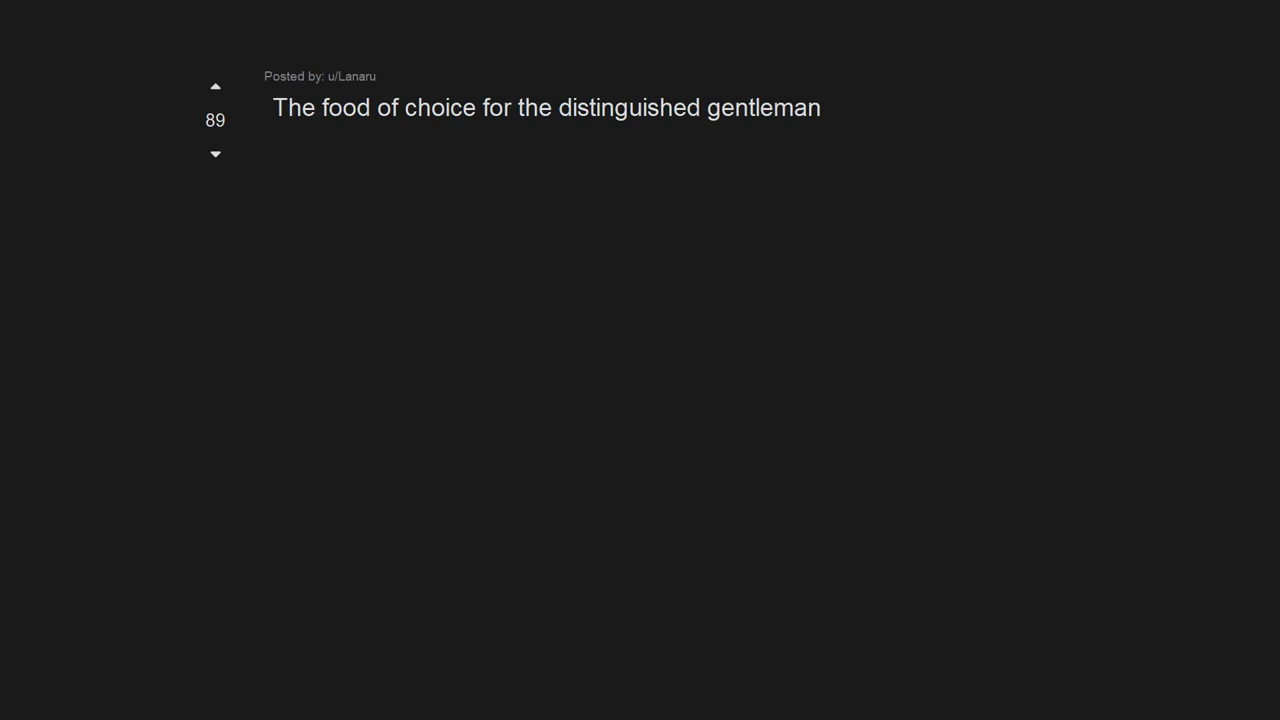 Posted by: u/Lanaru
The food of choice for the distinguished gentleman
89